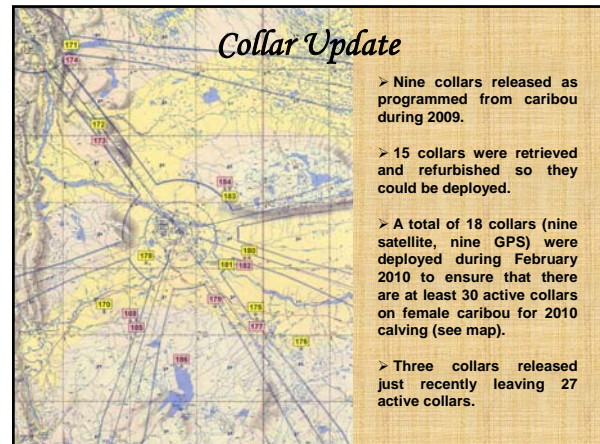 Collar Update
171
174
172
173
184
183
178
180
181 182
170
185
179
175
177
176
186
➢ Nine collars released as
programmed from caribou
during 2009.
➢ 15 collars were retrieved
and refurbished so they
could be deployed.
➢ A total of 18 collars (nine
satellite, nine GPS) were
deployed during February
2010 to ensure that there
are at least 30 active collars
on female caribou for 2010
calving (see map).
➢ Three collars released
just recently leaving 27
active collars.